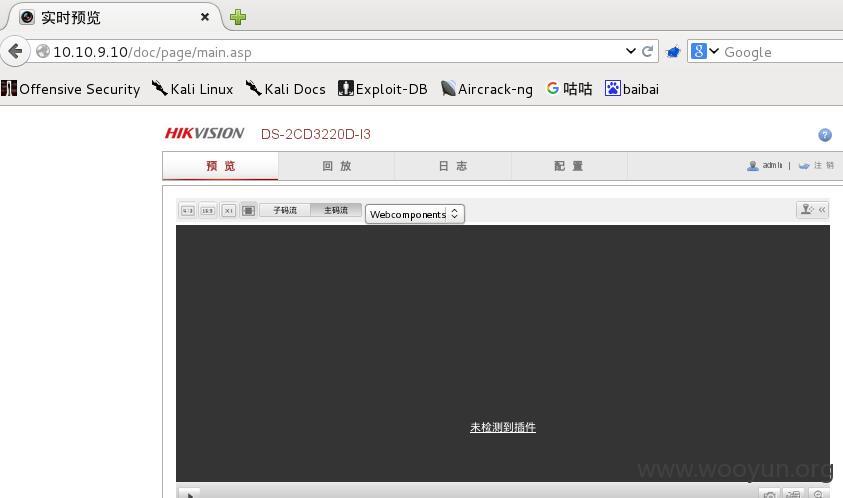 实时预览
10.10.9.10/doc/page/main.asp
Google
Offensive Security Kali Linux Kali Docs Exploit-DB Aircrack-ng 咕咕 baibai
HIKVISION DS-2CD3220D-I3
预 览 回 放 日 志 配 置 admin | 注 销
4:3 16:9 X1 子码流 主码流 Webcomponents
未检测到插件
www.wooyun.org